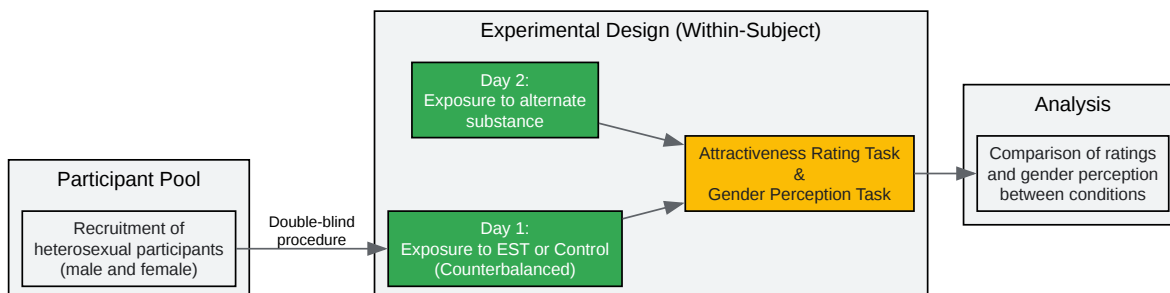 Participant Pool
Recruitment of
heterosexual participants
(male and female)
Double-blind
procedure
Experimental Design (Within-Subject)
Day 2:
Exposure to alternate
substance
Day 1:
Exposure to EST or Control
(Counterbalanced)
Attractiveness Rating Task
&
Gender Perception Task
Analysis
Comparison of ratings
and gender perception
between conditions